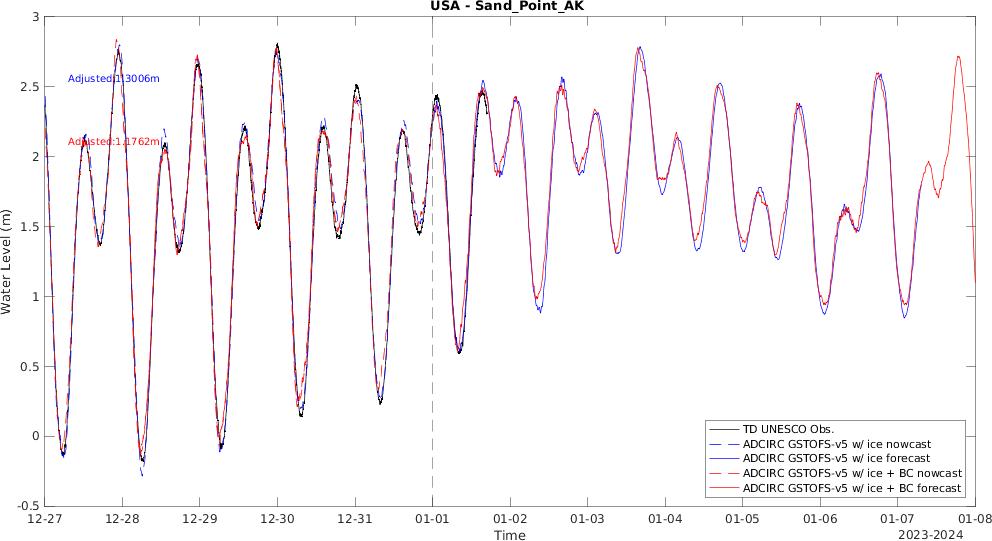 USA - Sand_Point_AK
3
2.5
2
1.5
1
0.5
0
-0.5
Water Level (m)
Adjusted:1.3006m
Adjusted:1.1762m
TD UNESCO Obs.
ADCIRC GSTOFS-v5 w/ ice nowcast
ADCIRC GSTOFS-v5 w/ ice forecast
ADCIRC GSTOFS-v5 w/ ice + BC nowcast
ADCIRC GSTOFS-v5 w/ ice + BC forecast
12-27 12-28 12-29 12-30 12-31 01-01 01-02 01-03 01-04 01-05 01-06 01-07 01-08
Time
2023-2024